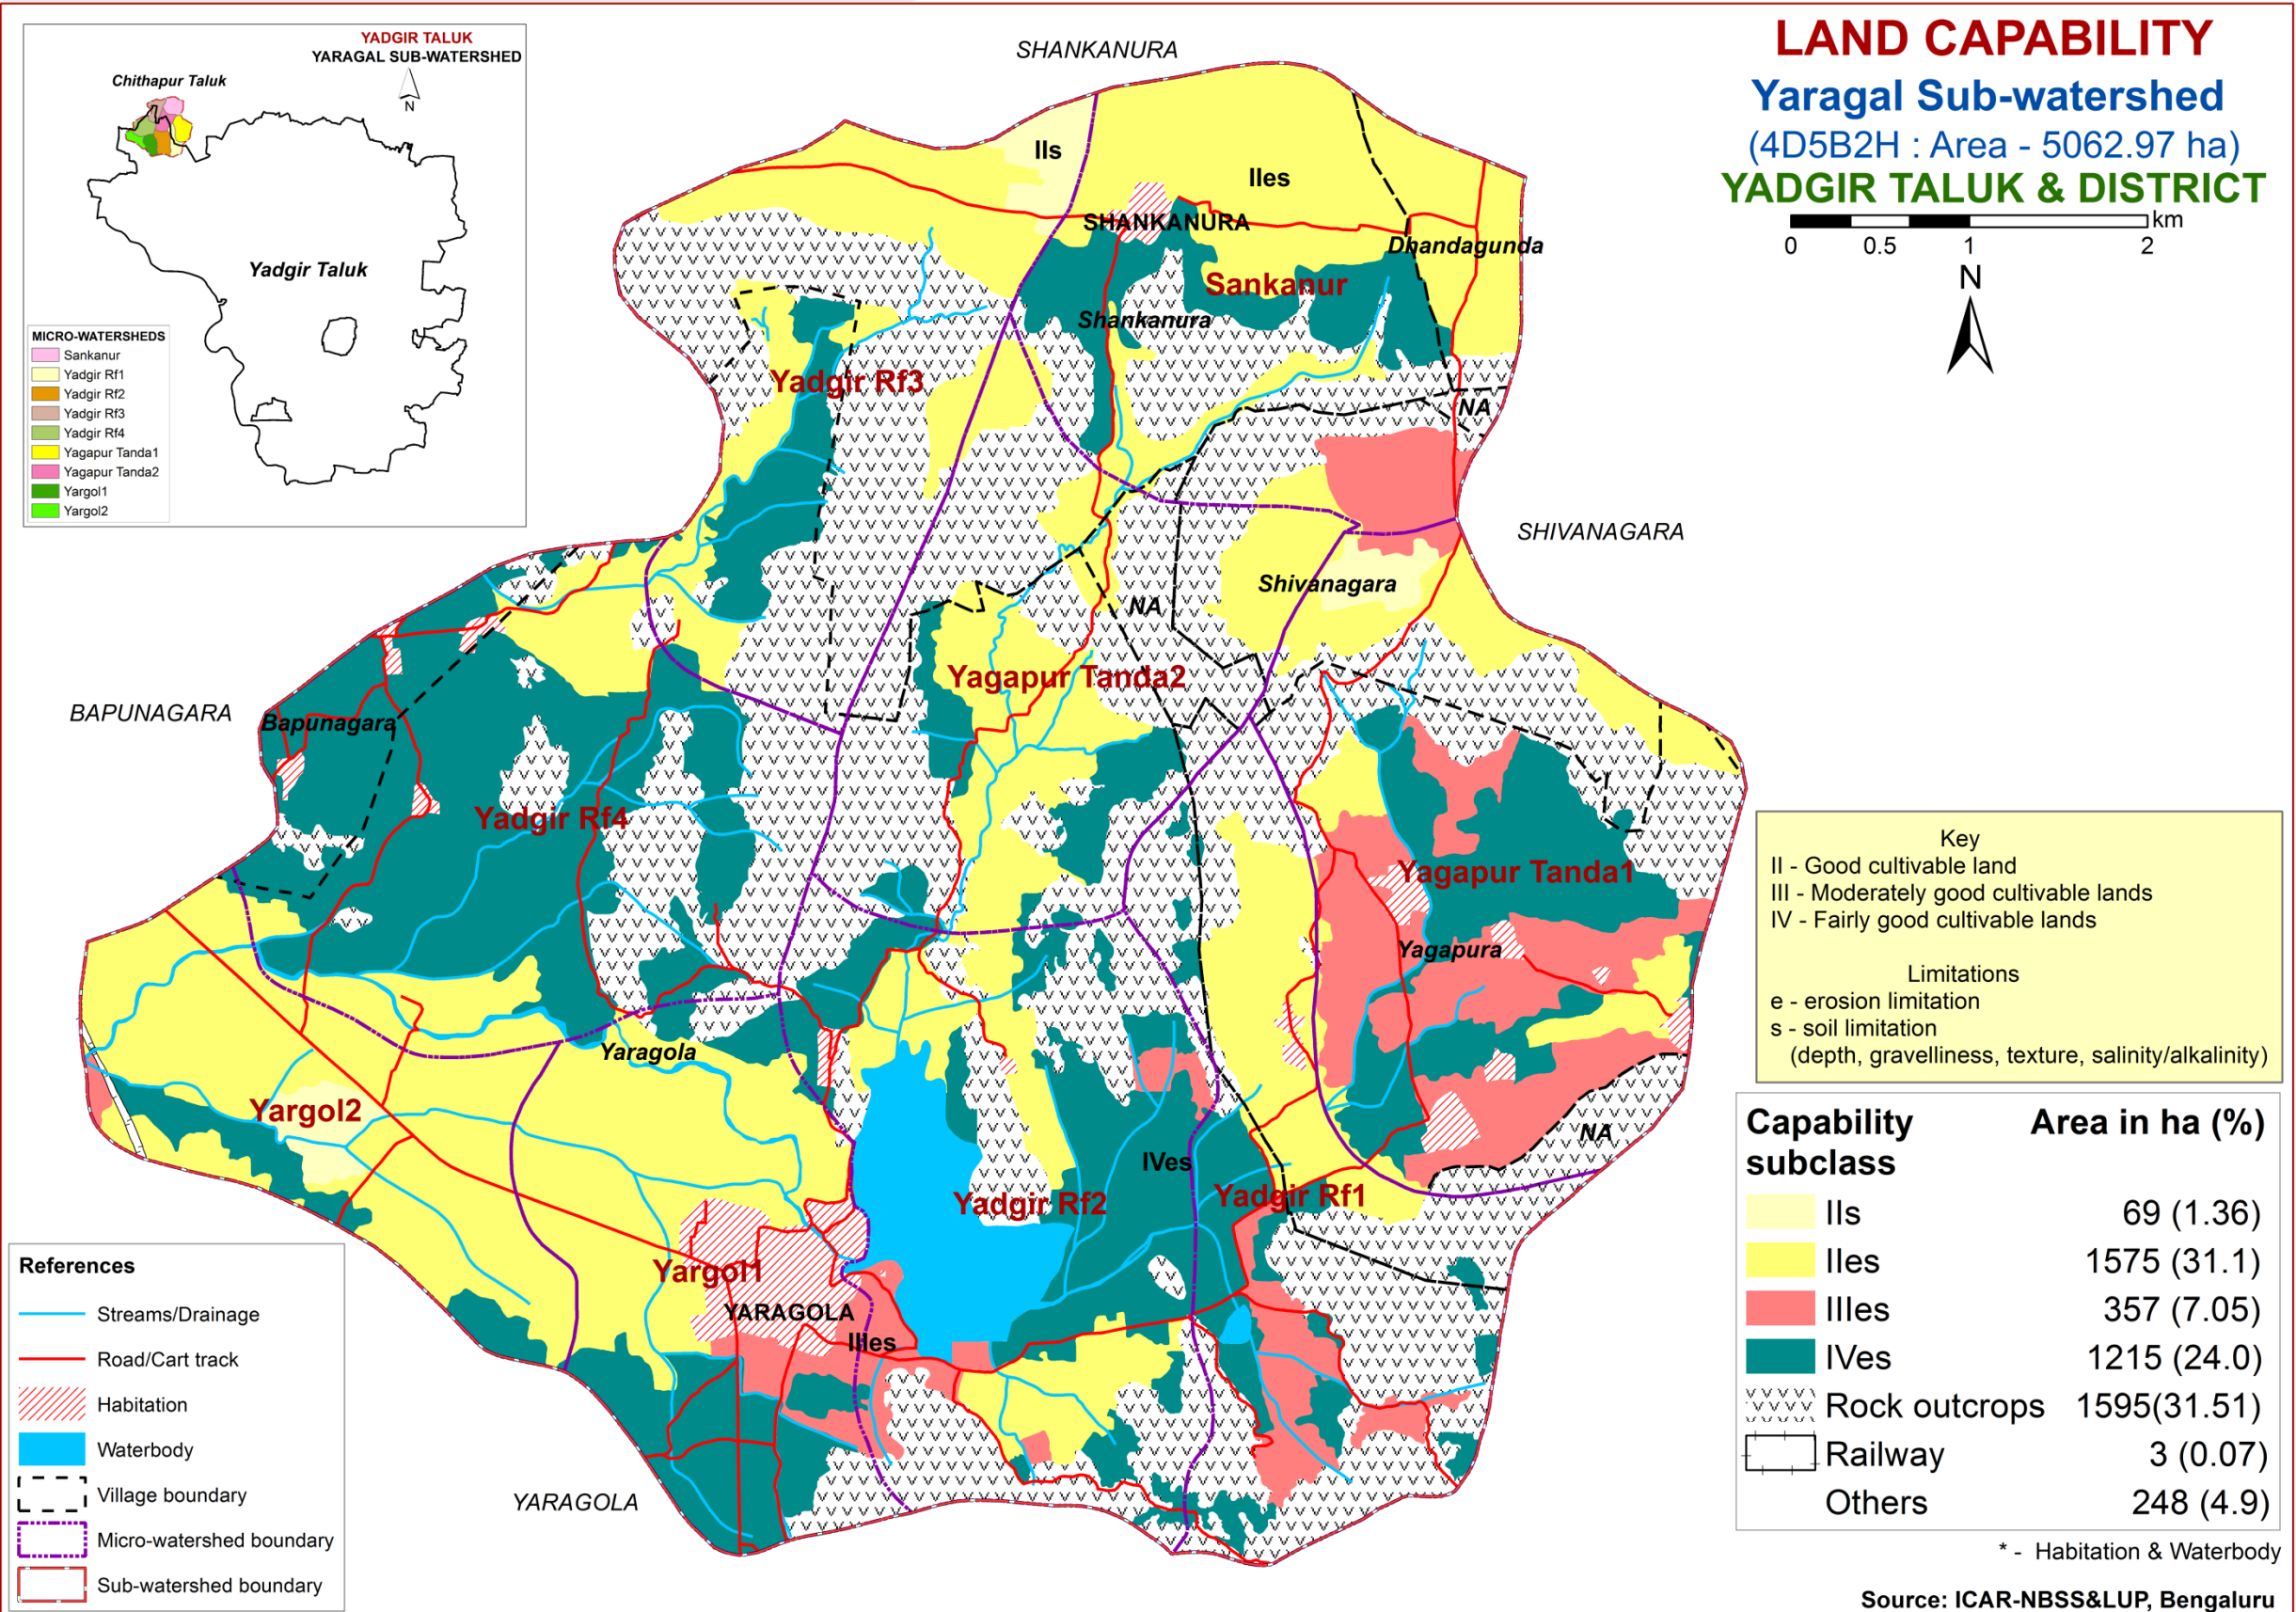 LAND CAPABILITY
Yaragal Sub-watershed
(4D5B2H : Area - 5062.97 ha)
YADGIR TALUK & DISTRICT
km
0 0.5 1 2
N
YADGIR TALUK
YARAGAL SUB-WATERSHED
Chithapur Taluk
N
Yadgir Taluk
MICRO-WATERSHEDS
Sankanur
Yadgir Rf1
Yadgir Rf2
Yadgir Rf3
Yadgir Rf4
Yagapur Tanda1
Yagapur Tanda2
Yargol1
Yargol2
SHANKANURA
IIs
IIes
SHANKANURA
Dhandagunda
Sankanur
Shankanura
Yadgir Rf3
NA
SHIVANAGARA
Shivanagara
NA
Yagapur Tanda2
BAPUNAGARA
Bapunagara
Yadgir Rf4
Yagapur Tanda1
Yagapura
Yaragola
Yargol2
NA
IVes
Yadgir Rf2
Yadgir Rf1
Yargol1
YARAGOLA
IIIes
YARAGOLA
Key
II - Good cultivable land
III - Moderately good cultivable lands
IV - Fairly good cultivable lands
Limitations
e - erosion limitation
s - soil limitation
(depth, gravelliness, texture, salinity/alkalinity)
Capability subclass Area in ha (%)
IIs 69 (1.36)
IIes 1575 (31.1)
IIIes 357 (7.05)
IVes 1215 (24.0)
Rock outcrops 1595(31.51)
Railway 3 (0.07)
Others 248 (4.9)
* - Habitation & Waterbody
Source: ICAR-NBSS&LUP, Bengaluru
References
Streams/Drainage
Road/Cart track
Habitation
Waterbody
Village boundary
Micro-watershed boundary
Sub-watershed boundary